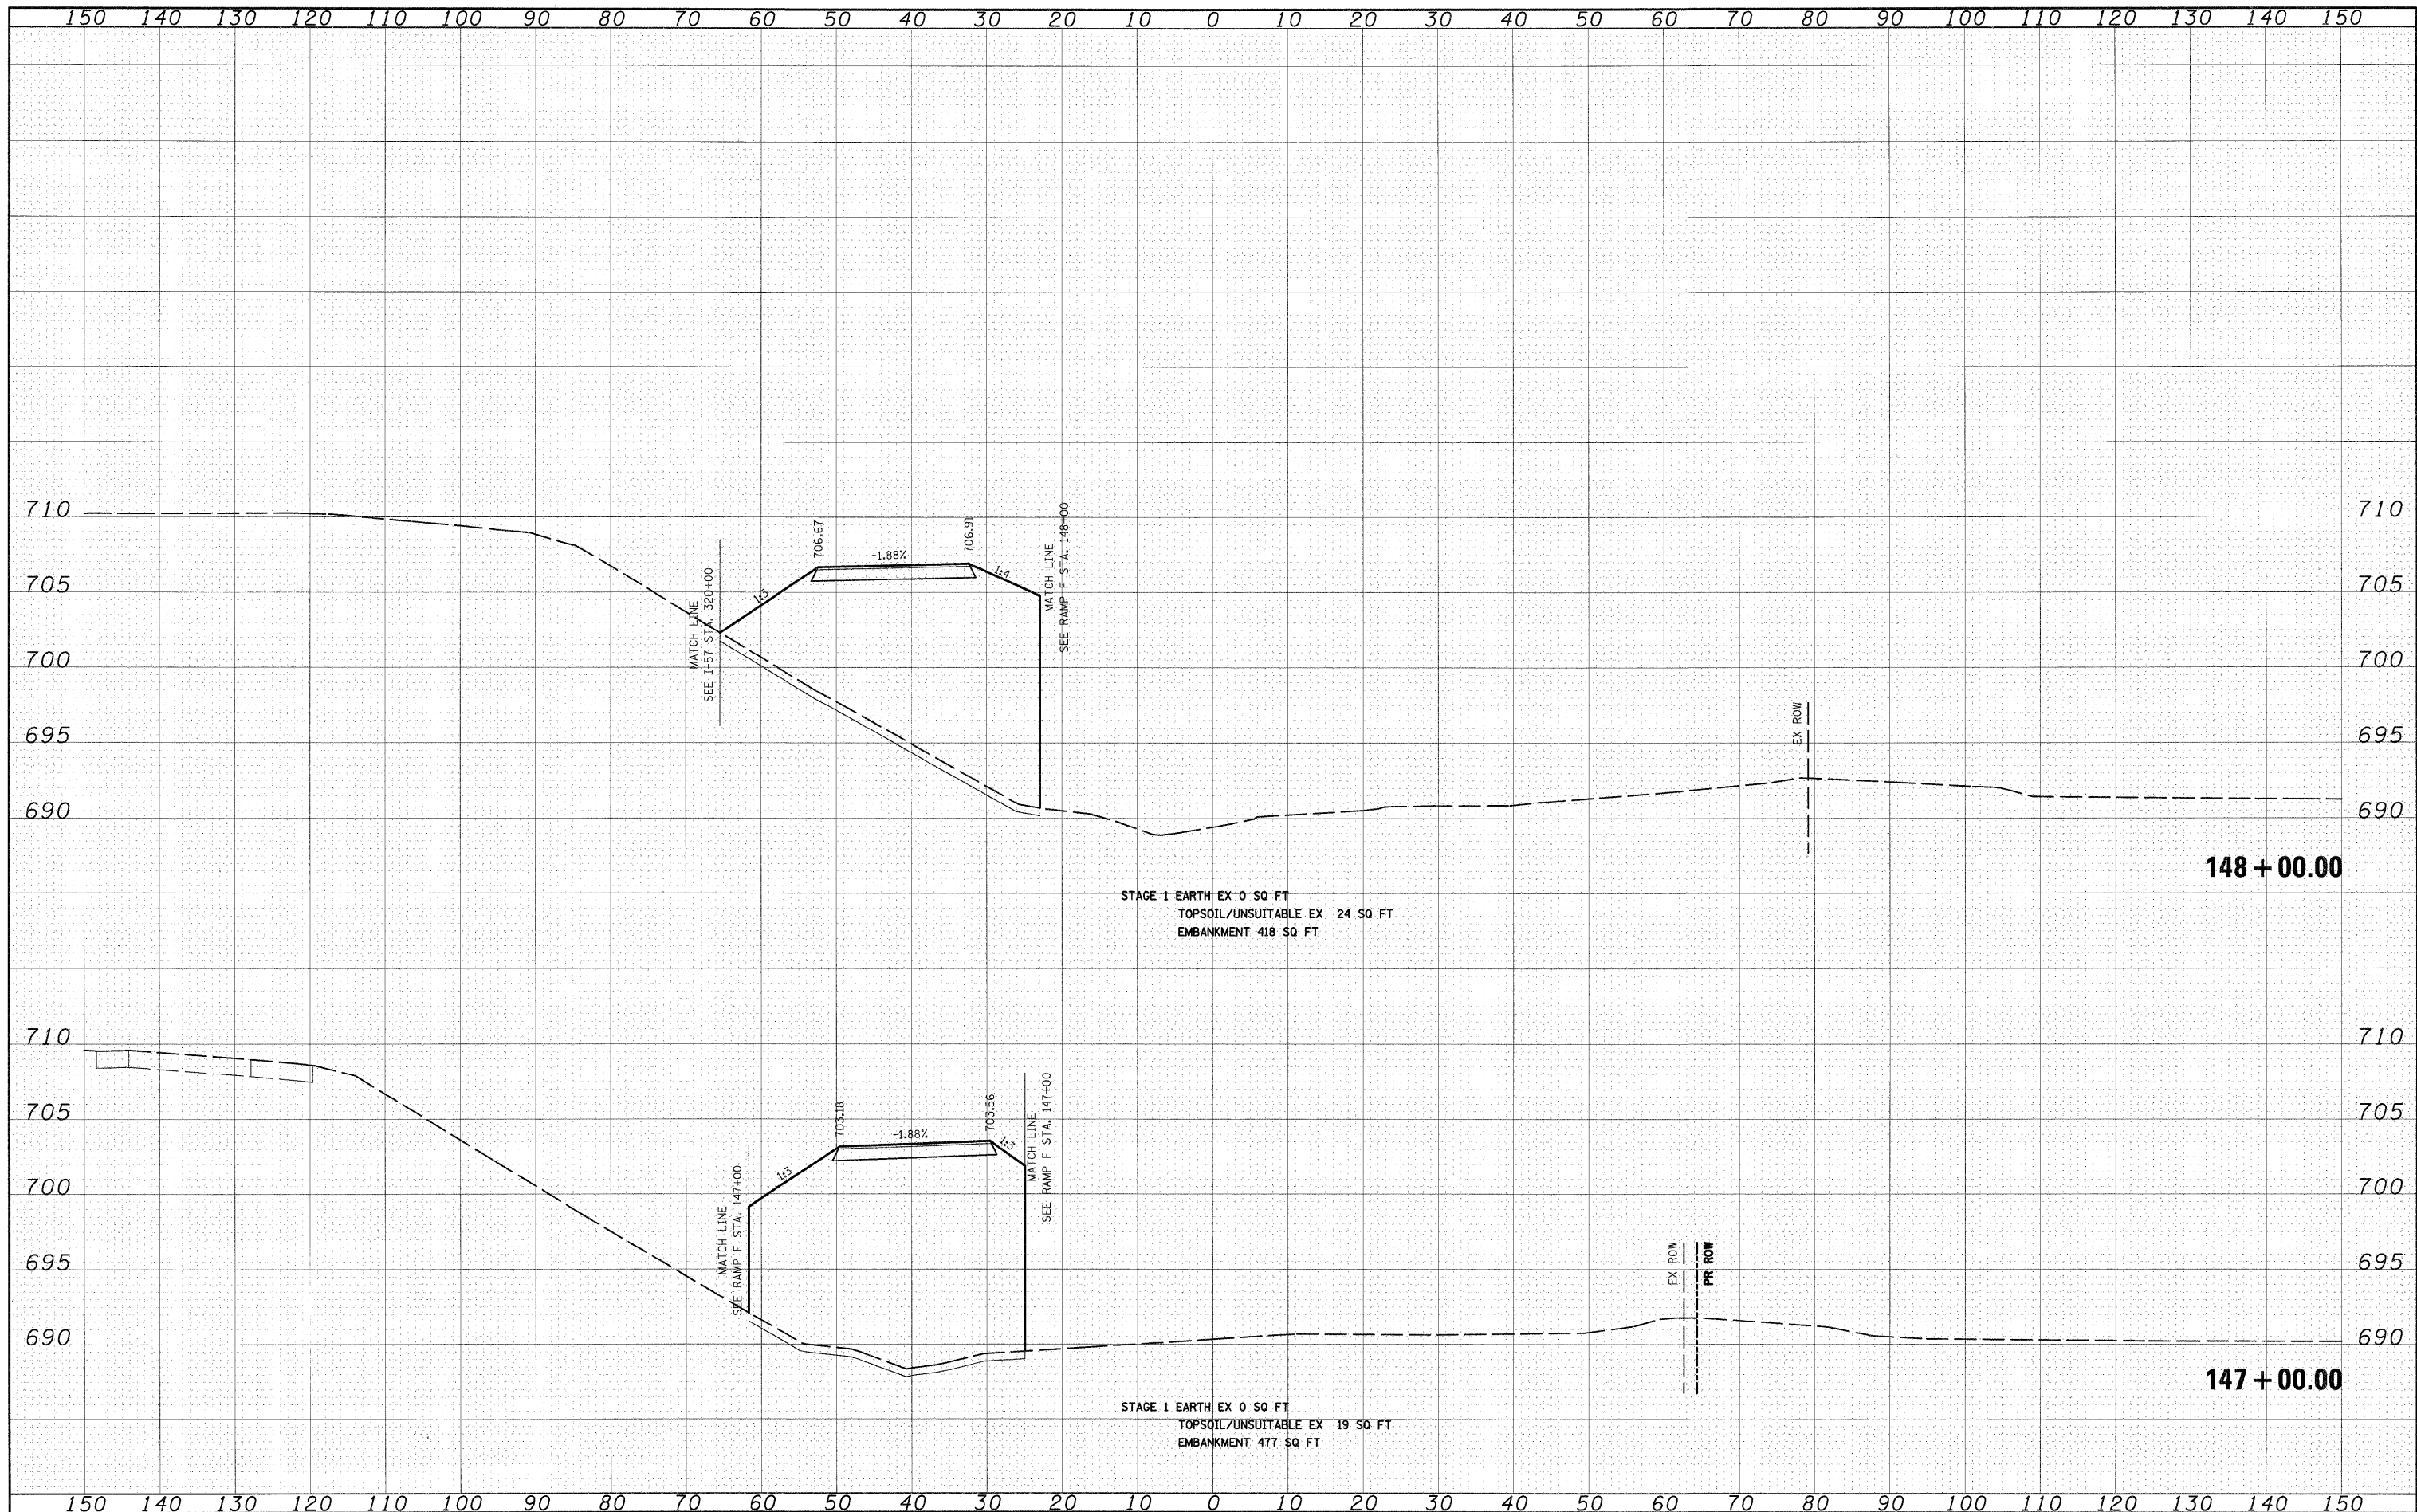 150 140 130 120 110 100 90 80 70 60 50 40 30 20 10 0 10 20 30 40 50 60 70 80 90 100 110 120 130 140 150
710 710
705 705
700 700
695 695
690 690
MATCH LINE
SEE I-57 STA. 320+00
1:3
706.67
-1.88%
706.91
1:4
MATCH LINE
SEE RAMP F STA. 148+00
EX ROW
148+00.00
STAGE 1 EARTH EX 0 SQ FT
TOPSOIL/UNSUITABLE EX 24 SQ FT
EMBANKMENT 418 SQ FT
710 710
705 705
700 700
695 695
690 690
MATCH LINE
SEE RAMP F STA. 147+00
1:3
703.18
-1.88%
703.56
1:3
MATCH LINE
SEE RAMP F STA. 147+00
EX ROW
PR ROW
147+00.00
STAGE 1 EARTH EX 0 SQ FT
TOPSOIL/UNSUITABLE EX 19 SQ FT
EMBANKMENT 477 SQ FT
150 140 130 120 110 100 90 80 70 60 50 40 30 20 10 0 10 20 30 40 50 60 70 80 90 100 110 120 130 140 150